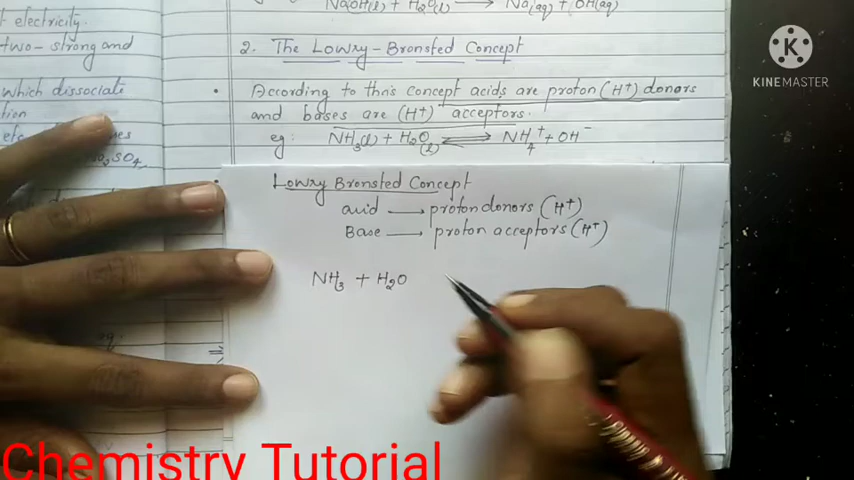 NaOH(l) + H2O(l) → Na(aq) + OH(aq)
t electricity.
two-strong and
which dissociate
tion
2. The Lowry-Bronsted Concept
• According to this concept acids are proton (H+) donors
and bases are (H+) acceptors.
eg: NH3(l) + H2O(l) ⇌ NH4+ + OH-
Lowry Bronsted Concept
acid → proton donors (H+)
Base → proton acceptors (H+)
NH3 + H2O
KINEMASTER
Chemistry Tutorial